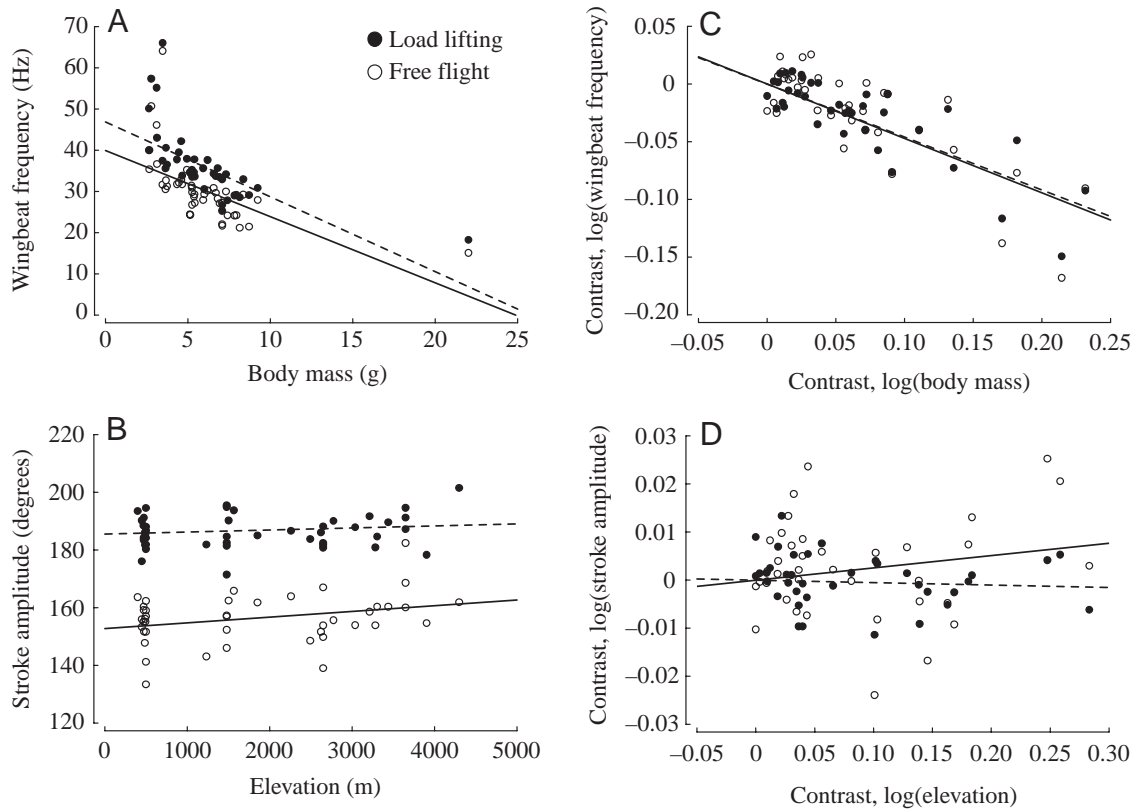 A
Wingbeat frequency (Hz)
70
60
50
40
30
20
10
0
Load lifting
Free flight
0 5 10 15 20 25
Body mass (g)
C
Contrast, log(wingbeat frequency)
0.05
0
–0.05
–0.10
–0.15
–0.20
–0.05 0 0.05 0.10 0.15 0.20 0.25
Contrast, log(body mass)
B
Stroke amplitude (degrees)
220
200
180
160
140
120
0 1000 2000 3000 4000 5000
Elevation (m)
D
Contrast, log(stroke amplitude)
0.03
0.02
0.01
0
–0.01
–0.02
–0.03
–0.05 0 0.05 0.10 0.15 0.20 0.25 0.30
Contrast, log(elevation)